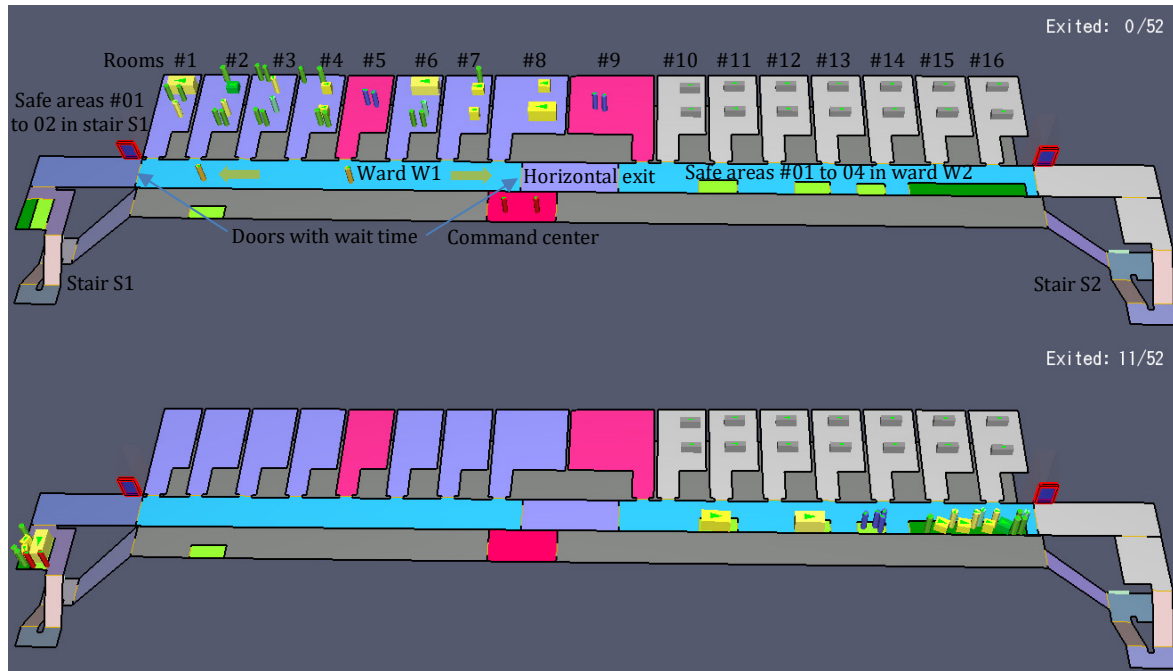 Exited: 0/52
Rooms #1 #2 #3 #4 #5 #6 #7 #8 #9 #10 #11 #12 #13 #14 #15 #16
Safe areas #01
to 02 in stair S1
Ward W1
Horizontal exit
Safe areas #01 to 04 in ward W2
Doors with wait time
Command center
Stair S1
Stair S2
Exited: 11/52